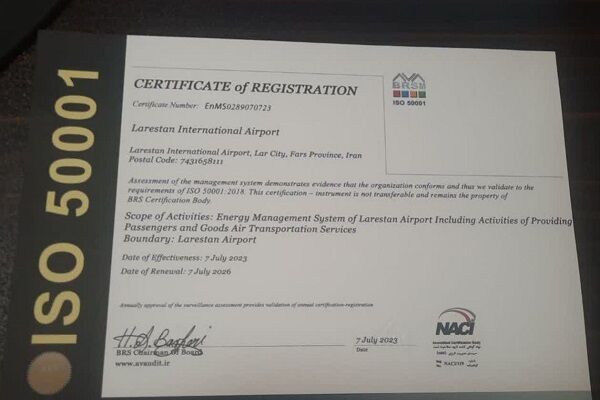 ISO 50001
CERTIFICATE of REGISTRATION
Certificate Number: EnMS0289070723
BRSM
ISO 50001
Larestan International Airport
Larestan International Airport, Lar City, Fars Province, Iran
Postal Code: 7431658111
Assessment of the management system demonstrates evidence that the organization conforms and thus we validate to the
requirements of ISO 50001:2018. This certification – instrument is not transferable and remains the property of
BRS Certification Body.
Scope of Activities: Energy Management System of Larestan Airport Including Activities of Providing
Passengers and Goods Air Transportation Services
Boundary: Larestan Airport
Date of Effectiveness: 7 July 2023
Date of Renewal: 7 July 2026
Annually approval of the surveillance assessment provides validation of annual certification-registration
BRS Chairman Of Board
www.avaudit.ir
7 July 2023
Date
NACI
Accredited Certification Body